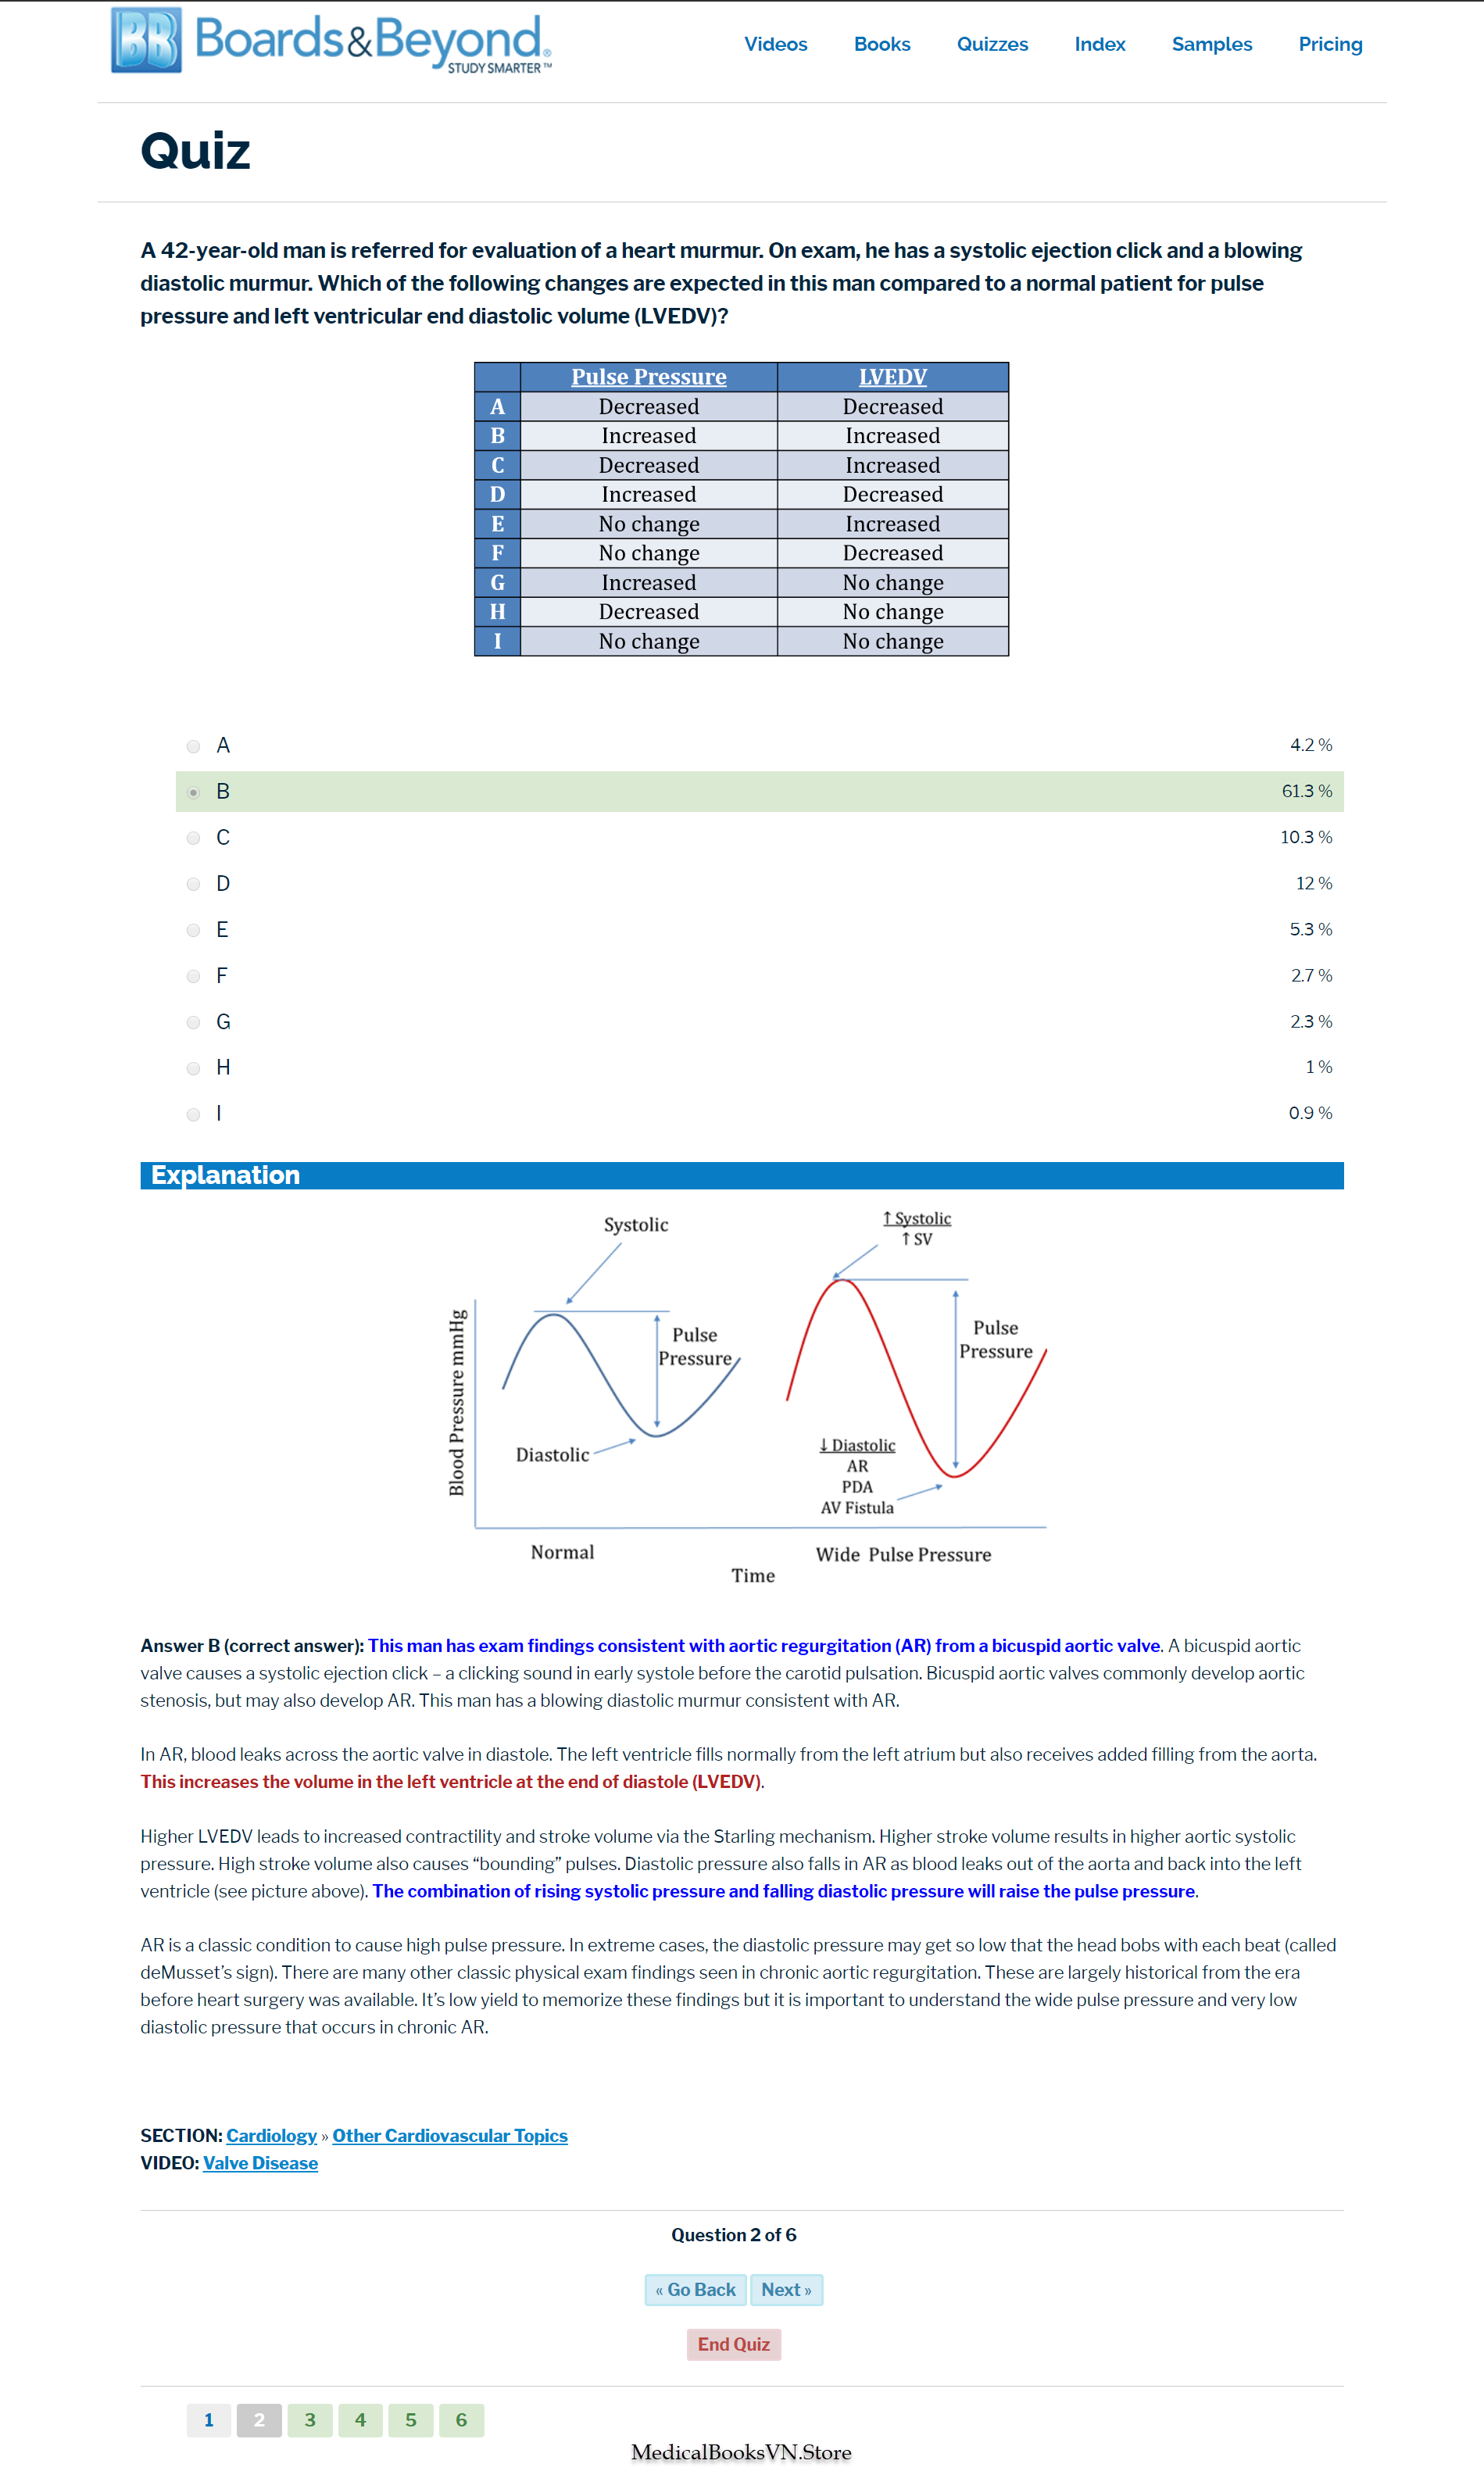 BB Boards&Beyond®
STUDY SMARTER™
Videos Books Quizzes Index Samples Pricing
Quiz
A 42-year-old man is referred for evaluation of a heart murmur. On exam, he has a systolic ejection click and a blowing
diastolic murmur. Which of the following changes are expected in this man compared to a normal patient for pulse
pressure and left ventricular end diastolic volume (LVEDV)?
Pulse Pressure LVEDV
A Decreased Decreased
B Increased Increased
C Decreased Increased
D Increased Decreased
E No change Increased
F No change Decreased
G Increased No change
H Decreased No change
I No change No change
A 4.2 %
B 61.3 %
C 10.3 %
D 12 %
E 5.3 %
F 2.7 %
G 2.3 %
H 1 %
I 0.9 %
Explanation
Systolic
↑ Systolic
↑ SV
Blood Pressure mmHg
Pulse
Pressure
Pulse
Pressure
Diastolic
↓ Diastolic
AR
PDA
AV Fistula
Normal
Wide Pulse Pressure
Time
Answer B (correct answer): This man has exam findings consistent with aortic regurgitation (AR) from a bicuspid aortic valve. A bicuspid aortic
valve causes a systolic ejection click – a clicking sound in early systole before the carotid pulsation. Bicuspid aortic valves commonly develop aortic
stenosis, but may also develop AR. This man has a blowing diastolic murmur consistent with AR.
In AR, blood leaks across the aortic valve in diastole. The left ventricle fills normally from the left atrium but also receives added filling from the aorta.
This increases the volume in the left ventricle at the end of diastole (LVEDV).
Higher LVEDV leads to increased contractility and stroke volume via the Starling mechanism. Higher stroke volume results in higher aortic systolic
pressure. High stroke volume also causes “bounding” pulses. Diastolic pressure also falls in AR as blood leaks out of the aorta and back into the left
ventricle (see picture above). The combination of rising systolic pressure and falling diastolic pressure will raise the pulse pressure.
AR is a classic condition to cause high pulse pressure. In extreme cases, the diastolic pressure may get so low that the head bobs with each beat (called
deMusset’s sign). There are many other classic physical exam findings seen in chronic aortic regurgitation. These are largely historical from the era
before heart surgery was available. It’s low yield to memorize these findings but it is important to understand the wide pulse pressure and very low
diastolic pressure that occurs in chronic AR.
SECTION: Cardiology » Other Cardiovascular Topics
VIDEO: Valve Disease
Question 2 of 6
« Go Back Next »
End Quiz
1 2 3 4 5 6
MedicalBooksVN.Store